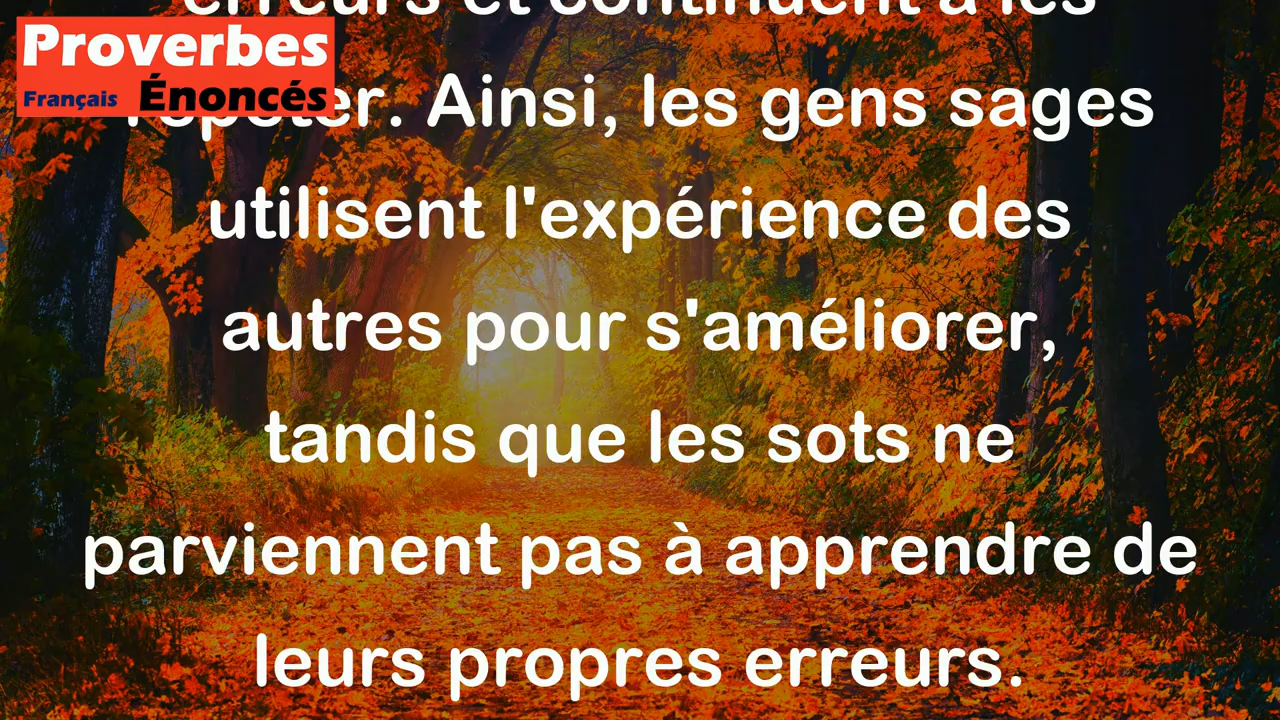 erreurs et continuent à les
Proverbes
Français Énoncés
répéter. Ainsi, les gens sages
utilisent l'expérience des
autres pour s'améliorer,
tandis que les sots ne
parviennent pas à apprendre de
leurs propres erreurs.